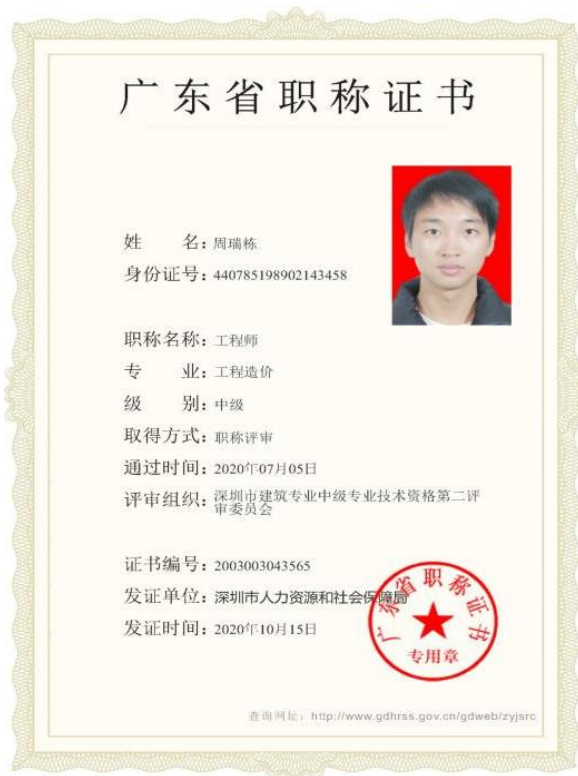 广东省职称证书
姓 名：周瑞栋
身份证号：440785198902143458
职称名称：工程师
专 业：工程造价
级 别：中级
取得方式：职称评审
通过时间：2020年07月05日
评审组织：深圳市建筑专业中级专业技术资格第二评
审委员会
证书编号：2003003043565
发证单位：深圳市人力资源和社会保障局
发证时间：2020年10月15日
广东省职称证书
专用章
查询网址：http://www.gdhrss.gov.cn/gdweb/zyjsrc